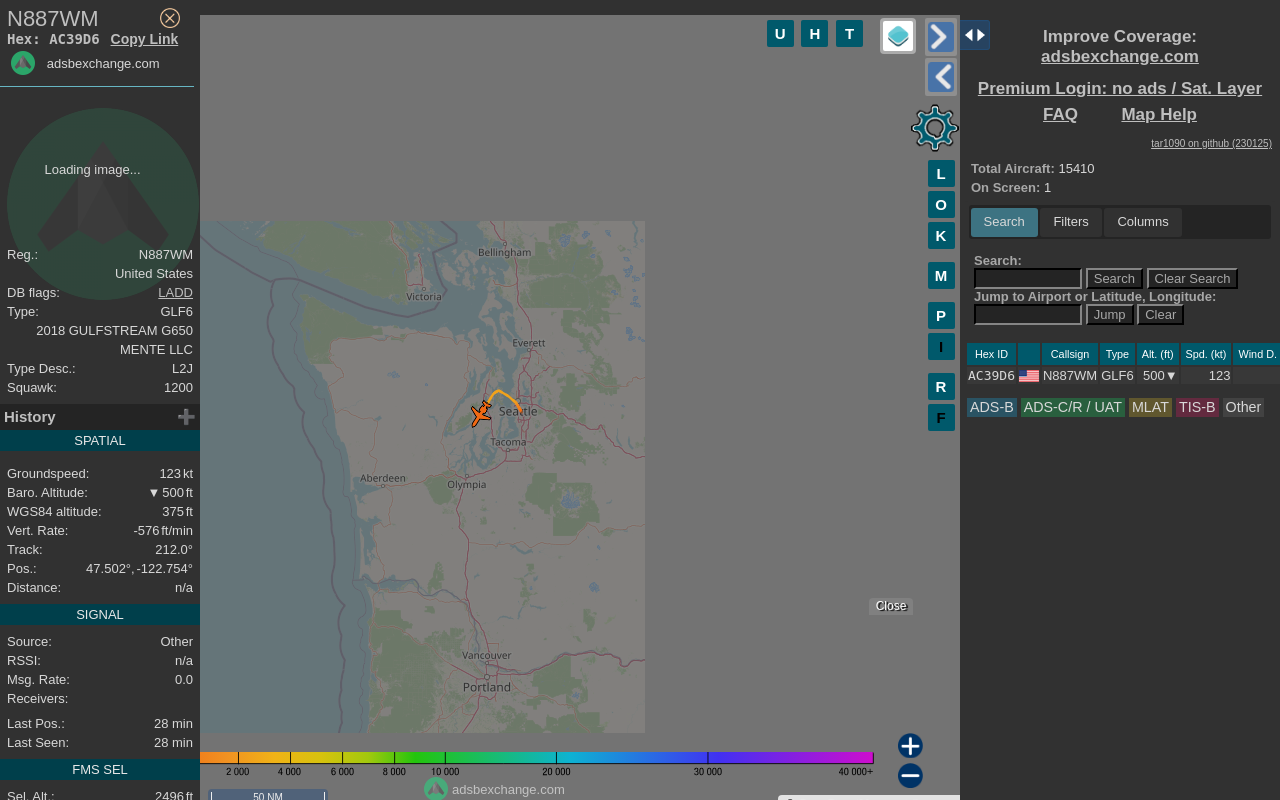 N887WM
Hex: AC39D6 Copy Link
adsbexchange.com
Loading image...
Reg.: N887WM
United States
DB flags: LADD
Type: GLF6
2018 GULFSTREAM G650
MENTE LLC
Type Desc.: L2J
Squawk: 1200
History
SPATIAL
Groundspeed: 123 kt
Baro. Altitude: ▼ 500 ft
WGS84 altitude: 375 ft
Vert. Rate: -576 ft/min
Track: 212.0°
Pos.: 47.502°, -122.754°
Distance: n/a
SIGNAL
Source: Other
RSSI: n/a
Msg. Rate: 0.0
Receivers:
Last Pos.: 28 min
Last Seen: 28 min
FMS SEL
Sel. Alt.: 2496 ft
U H T
L
O
K
M
P
I
R
F
Bellingham
Victoria
Everett
Seattle
Tacoma
Aberdeen
Olympia
Vancouver
Portland
Close
2 000 4 000 6 000 8 000 10 000 20 000 30 000 40 000+
adsbexchange.com
50 NM
Improve Coverage:
adsbexchange.com
Premium Login: no ads / Sat. Layer
FAQ Map Help
tar1090 on github (230125)
Total Aircraft: 15410
On Screen: 1
Search Filters Columns
Search:
Search Clear Search
Jump to Airport or Latitude, Longitude:
Jump Clear
Hex ID Callsign Type Alt. (ft) Spd. (kt) Wind D.
AC39D6 N887WM GLF6 500▼ 123
ADS-B ADS-C/R / UAT MLAT TIS-B Other